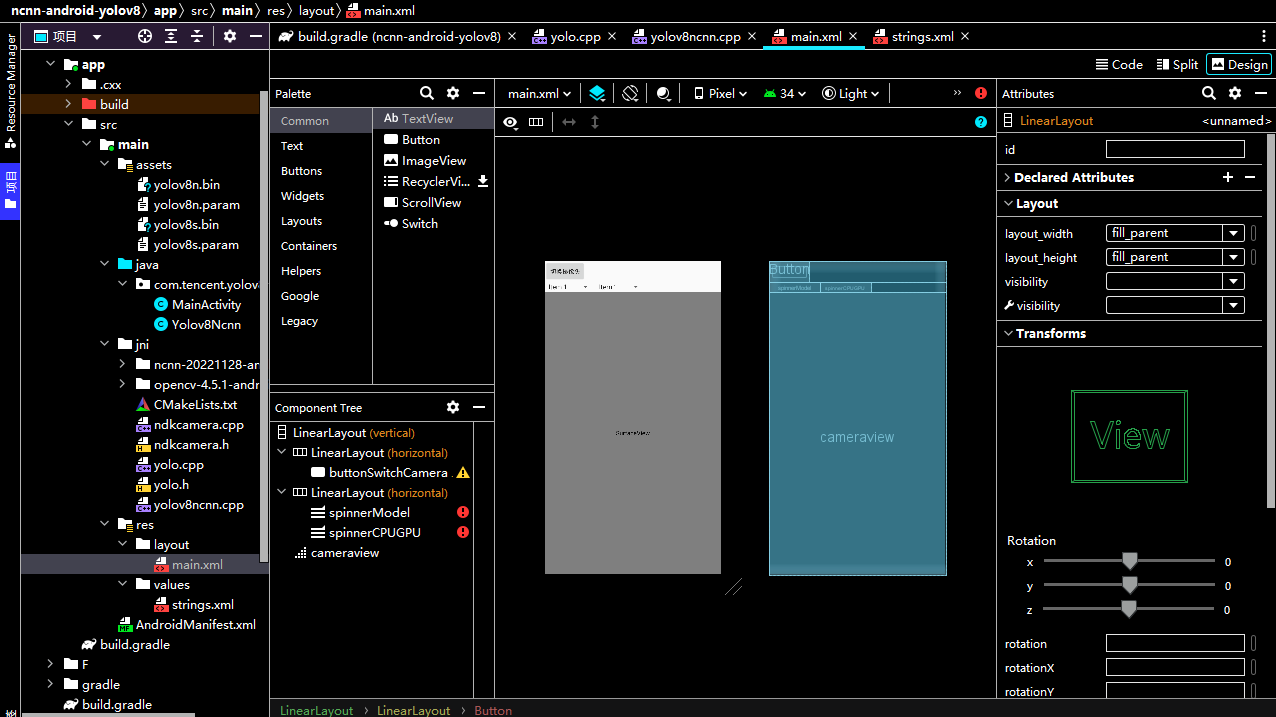 ncnn-android-yolov8 〉 app 〉 src 〉 main 〉 res 〉 layout 〉 main.xml
Resource Manager
项目
项目
app
.cxx
build
src
main
assets
yolov8n.bin
yolov8n.param
yolov8s.bin
yolov8s.param
java
com.tencent.yolov
MainActivity
Yolov8Ncnn
jni
ncnn-20221128-an
opencv-4.5.1-andr
CMakeLists.txt
ndkcamera.cpp
ndkcamera.h
yolo.cpp
yolo.h
yolov8ncnn.cpp
res
layout
main.xml
values
strings.xml
AndroidManifest.xml
build.gradle
F
gradle
build.gradle
build.gradle (ncnn-android-yolov8)
yolo.cpp
yolov8ncnn.cpp
main.xml
strings.xml
Code
Split
Design
Palette
Common
Text
Buttons
Widgets
Layouts
Containers
Helpers
Google
Legacy
Ab TextView
Button
ImageView
RecyclerVi...
ScrollView
Switch
Component Tree
LinearLayout (vertical)
LinearLayout (horizontal)
buttonSwitchCamera
LinearLayout (horizontal)
spinnerModel
spinnerCPUGPU
cameraview
main.xml
Pixel
34
Light
Item 1
Item 1
SurfaceView
Button
spinnerModel
spinnerCPUGPU
cameraview
Attributes
LinearLayout
<unnamed>
id
Declared Attributes
Layout
layout_width
fill_parent
layout_height
fill_parent
visibility
visibility
Transforms
View
Rotation
x 0
y 0
z 0
rotation
rotationX
rotationY
LinearLayout > LinearLayout > Button